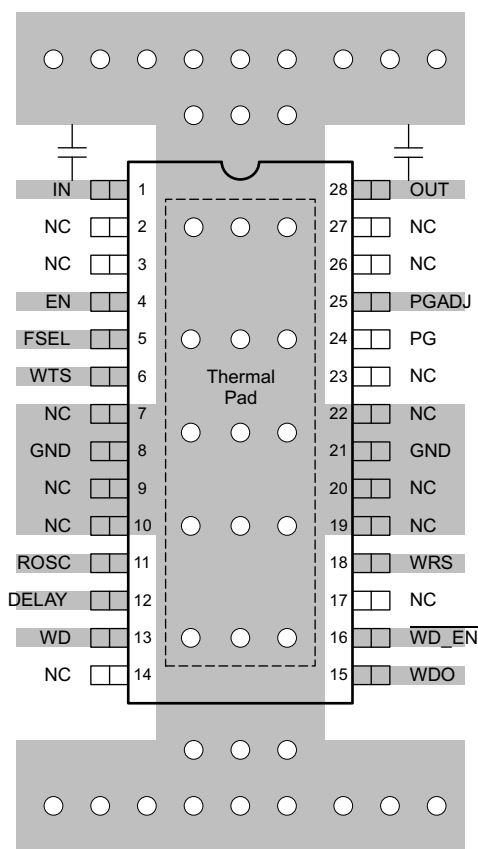 IN 1 28 OUT
NC 2 27 NC
NC 3 26 NC
EN 4 25 PGADJ
FSEL 5 24 PG
WTS 6 23 NC
Thermal
Pad
NC 7 22 NC
GND 8 21 GND
NC 9 20 NC
NC 10 19 NC
ROSC 11 18 WRS
DELAY 12 17 NC
WD 13 16 WD_EN
NC 14 15 WDO